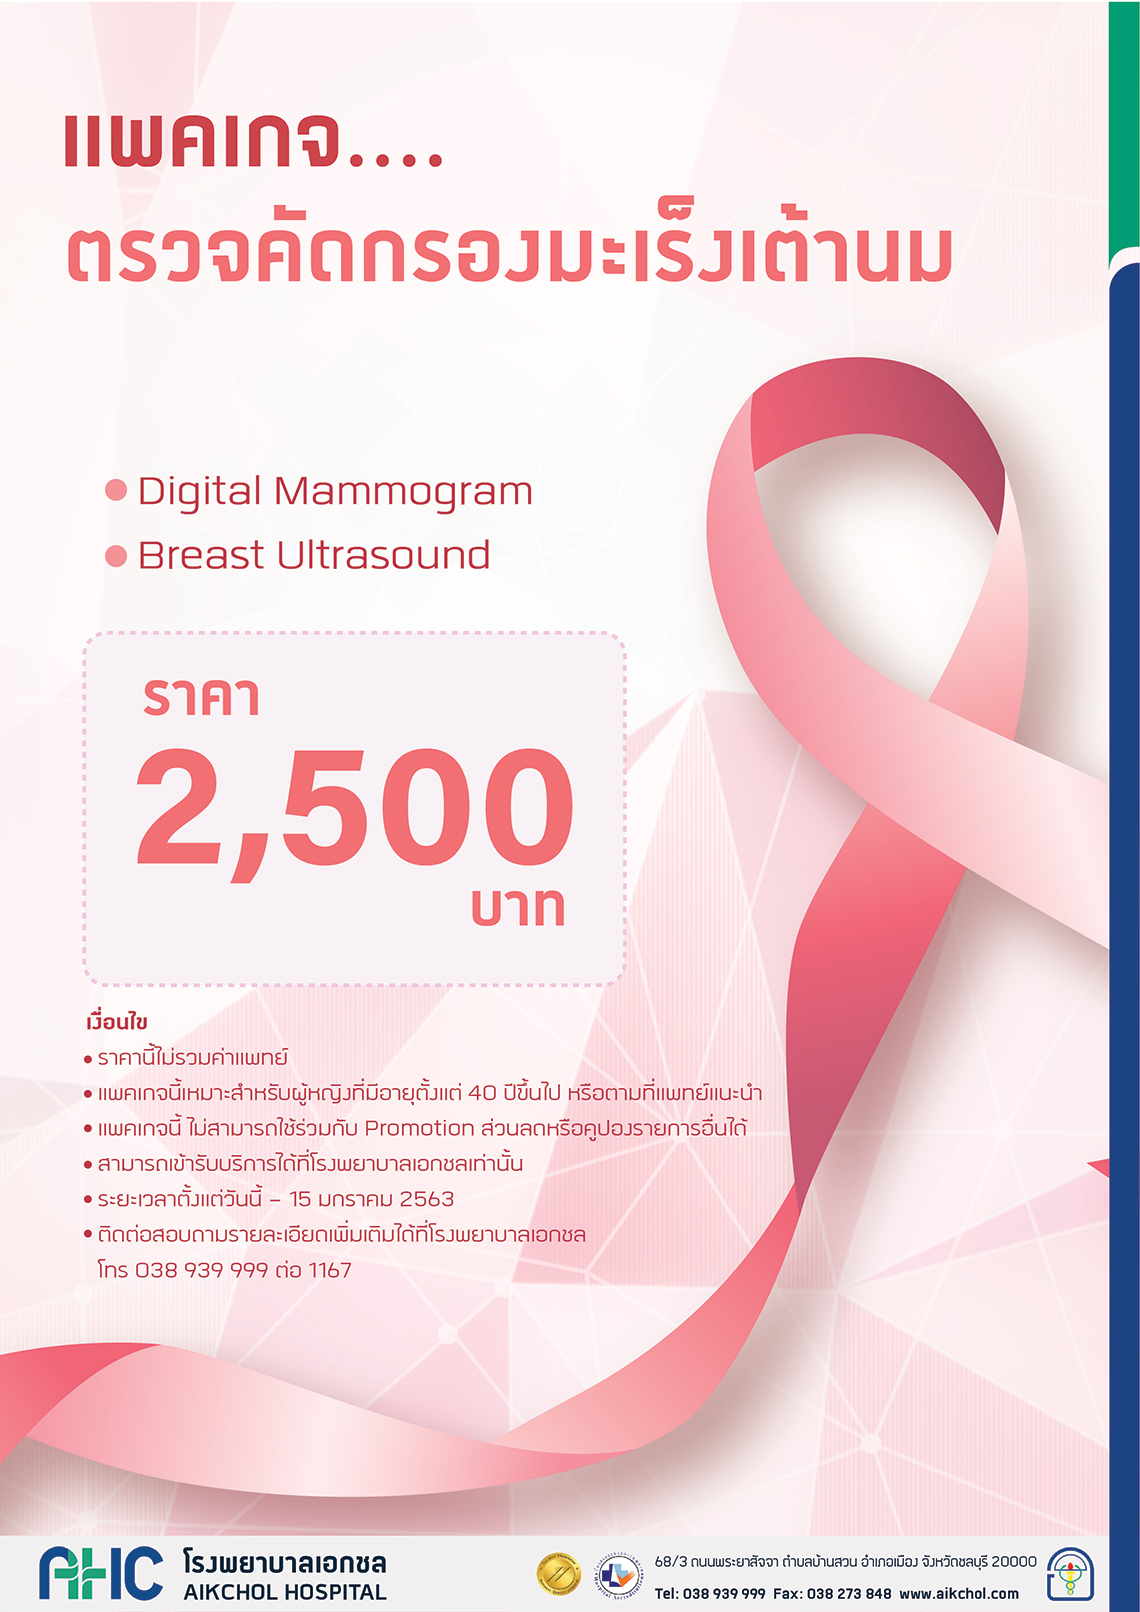 แพคเกจ....
ตรวจคัดกรองมะเร็งเต้านม
• Digital Mammogram
• Breast Ultrasound
ราคา
2,500
บาท
เงื่อนไข
• ราคานี้ไม่รวมค่าแพทย์
• แพคเกจนี้เหมาะสำหรับผู้หญิงที่มีอายุตั้งแต่ 40 ปีขึ้นไป หรือตามที่แพทย์แนะนำ
• แพคเกจนี้ ไม่สามารถใช้ร่วมกับ Promotion ส่วนลดหรือคูปองรายการอื่นได้
• สามารถเข้ารับบริการได้ที่โรงพยาบาลเอกชลเท่านั้น
• ระยะเวลาตั้งแต่วันนี้ – 15 มกราคม 2563
• ติดต่อสอบถามรายละเอียดเพิ่มเติมได้ที่โรงพยาบาลเอกชล
โทร 038 939 999 ต่อ 1167
AHC
โรงพยาบาลเอกชล
AIKCHOL HOSPITAL
68/3 ถนนพระยาสัจจา ตำบลบ้านสวน อำเภอเมือง จังหวัดชลบุรี 20000
Tel: 038 939 999 Fax: 038 273 848 www.aikchol.com